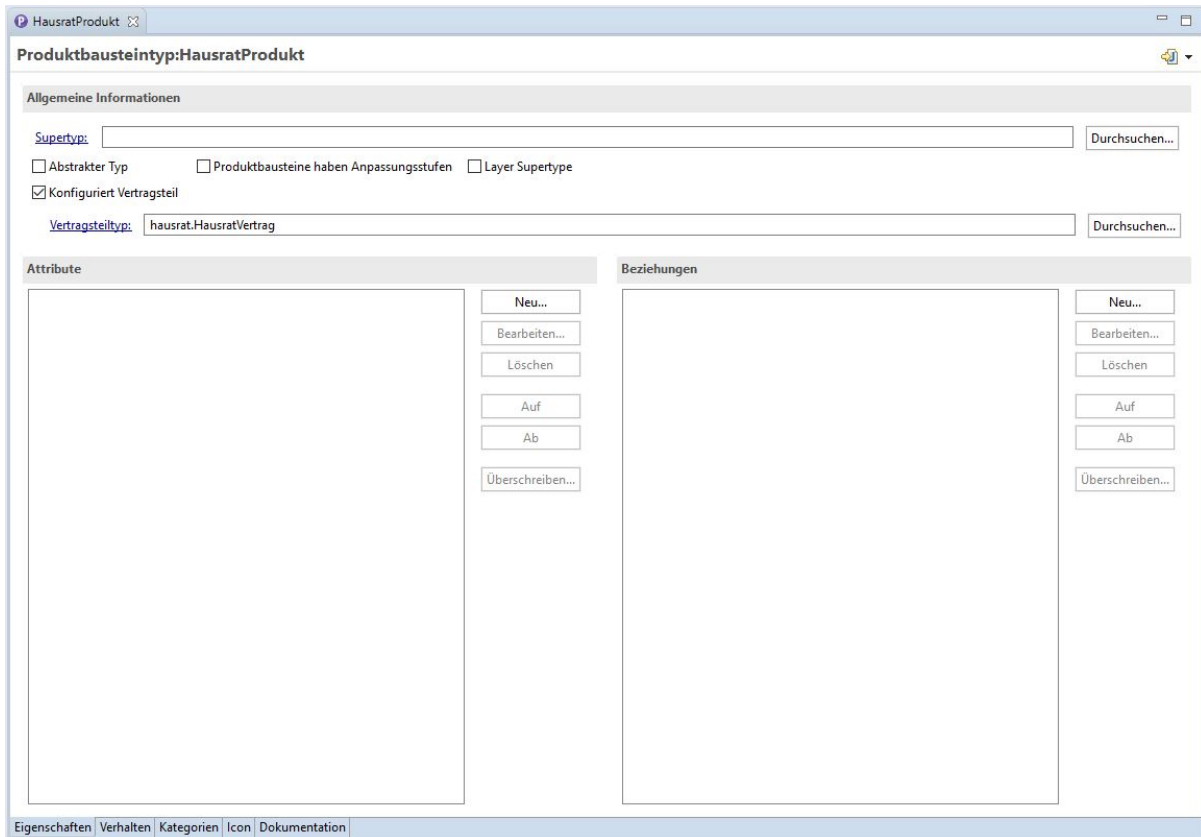 HausratProdukt
Produktbausteintyp:HausratProdukt
Allgemeine Informationen
Supertyp: Durchsuchen...
Abstrakter Typ Produktbausteine haben Anpassungsstufen Layer Supertype
Konfiguriert Vertragsteil
Vertragsteiltyp: hausrat.HausratVertrag Durchsuchen...
Attribute
Neu...
Bearbeiten...
Löschen
Auf
Ab
Überschreiben...
Beziehungen
Neu...
Bearbeiten...
Löschen
Auf
Ab
Überschreiben...
Eigenschaften Verhalten Kategorien Icon Dokumentation